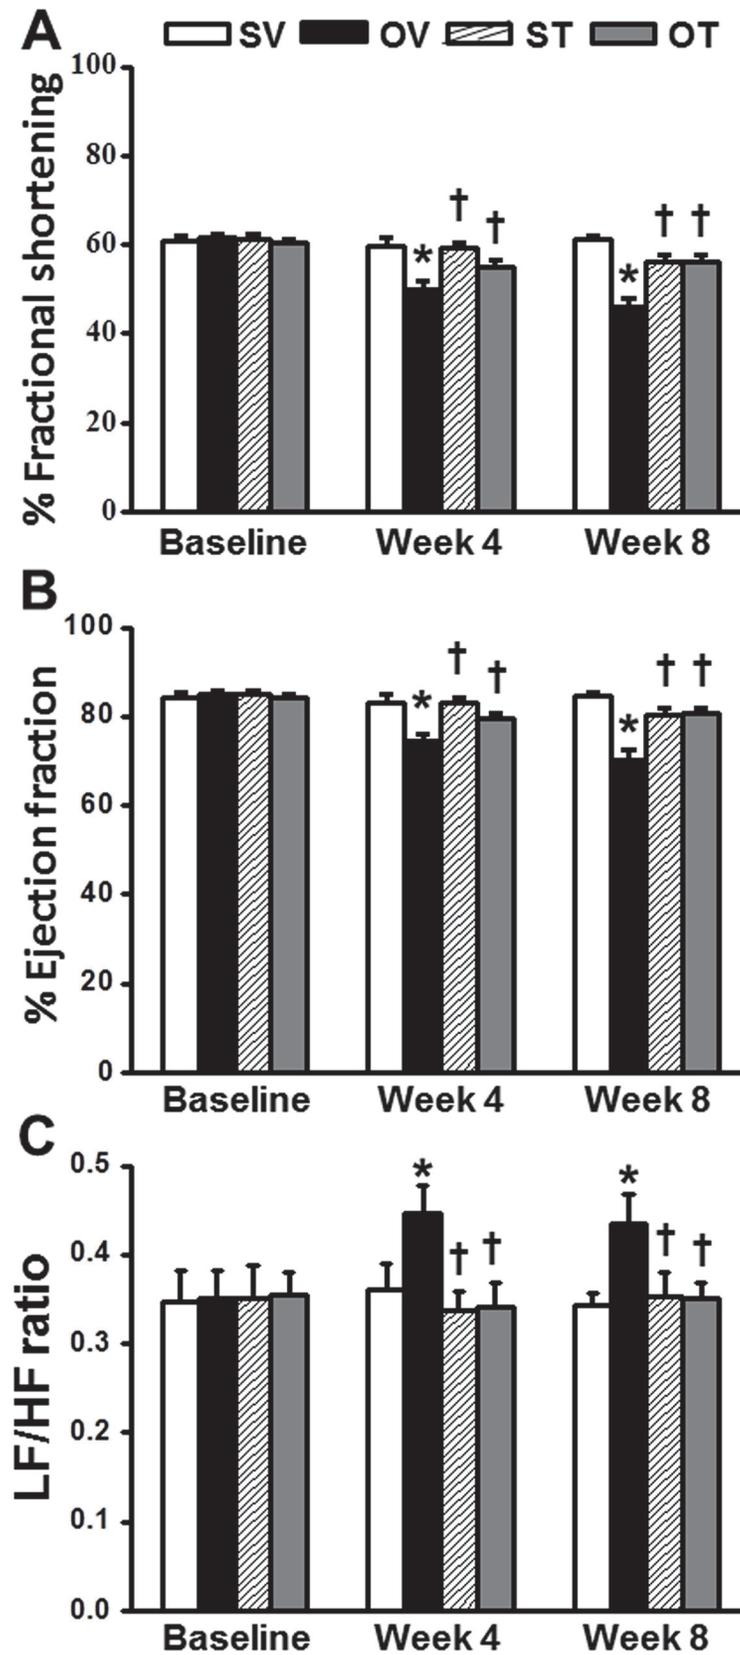 A SV OV ST OT
% Fractional shortening
100
80
60
40
20
0
† † † †
* *
Baseline Week 4 Week 8
B
% Ejection fraction
100
80
60
40
20
0
† † † †
* *
Baseline Week 4 Week 8
C
LF/HF ratio
0.5
0.4
0.3
0.2
0.1
0.0
* *
† † † †
Baseline Week 4 Week 8